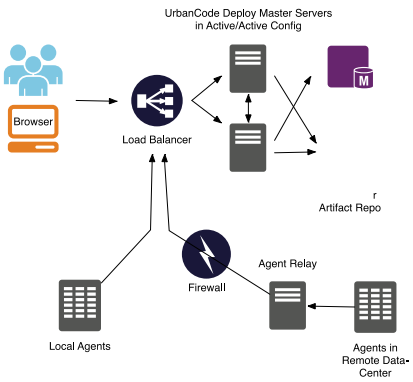 UrbanCode Deploy Master Servers
in Active/Active Config
Browser
M
Load Balancer
r
Artifact Repo
Agent Relay
Firewall
Local Agents
Agents in
Remote Data-
Center